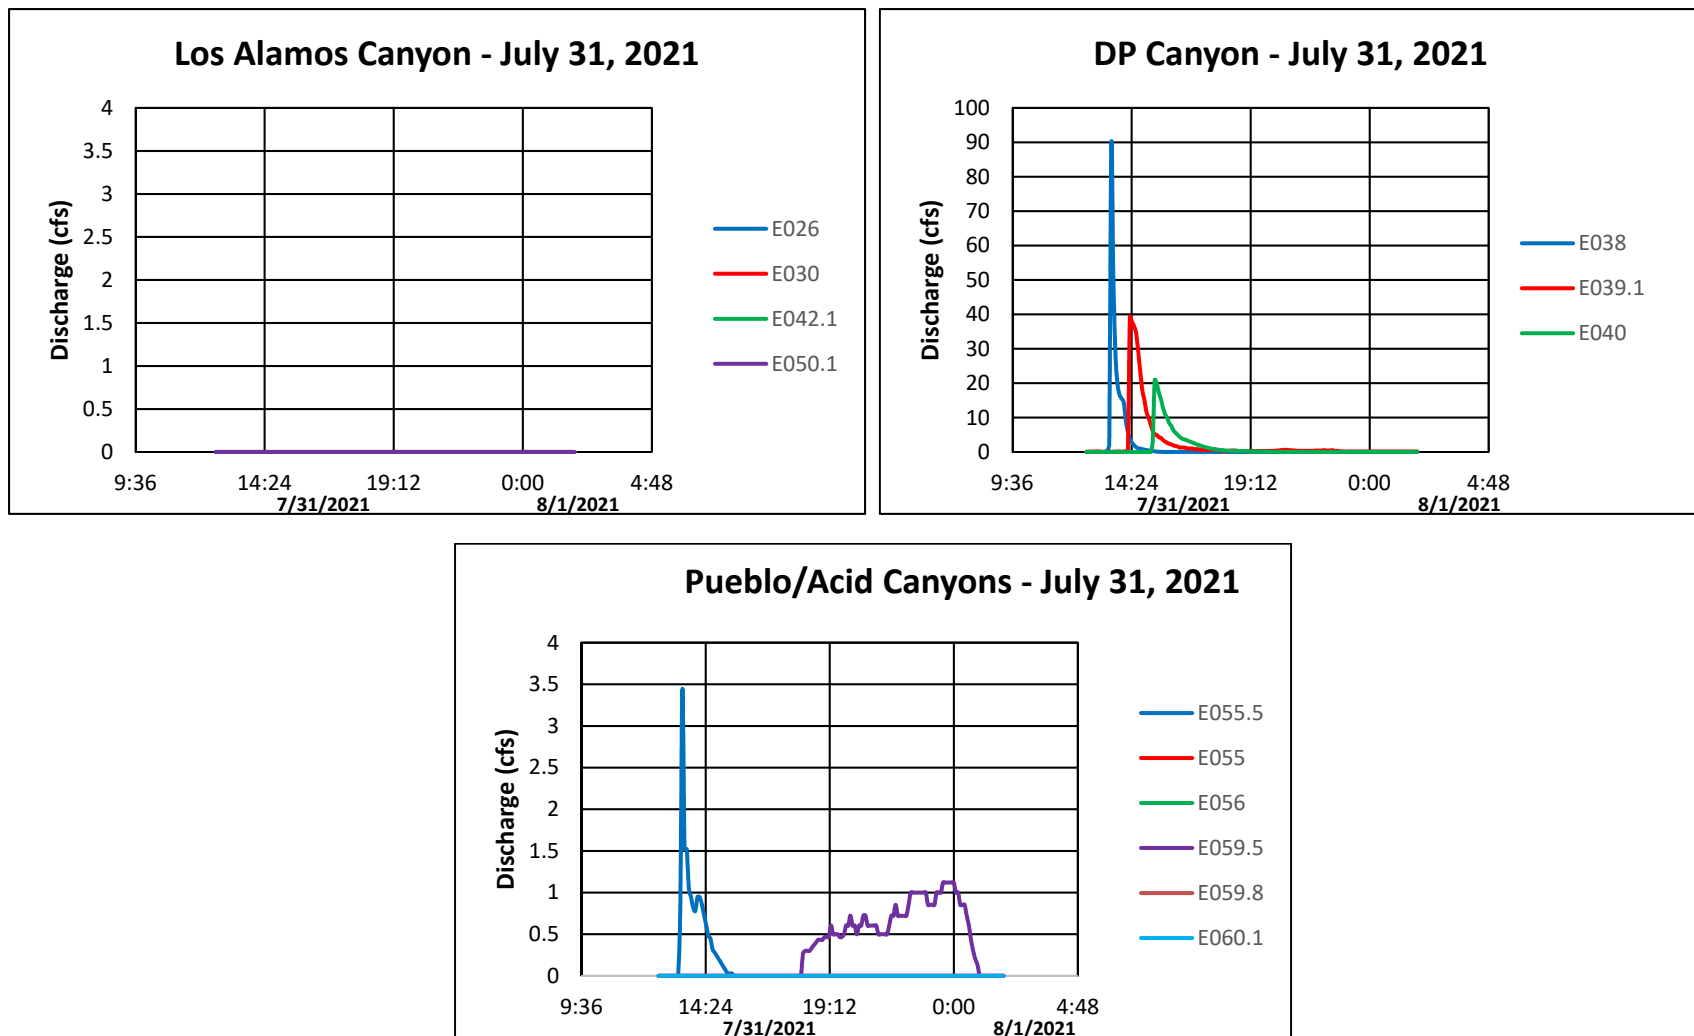 Los Alamos Canyon - July 31, 2021
Discharge (cfs)
4
3.5
3
2.5
2
1.5
1
0.5
0
9:36 14:24 19:12 0:00 4:48
7/31/2021 8/1/2021
E026
E030
E042.1
E050.1
DP Canyon - July 31, 2021
Discharge (cfs)
100
90
80
70
60
50
40
30
20
10
0
9:36 14:24 19:12 0:00 4:48
7/31/2021 8/1/2021
E038
E039.1
E040
Pueblo/Acid Canyons - July 31, 2021
Discharge (cfs)
4
3.5
3
2.5
2
1.5
1
0.5
0
9:36 14:24 19:12 0:00 4:48
7/31/2021 8/1/2021
E055.5
E055
E056
E059.5
E059.8
E060.1